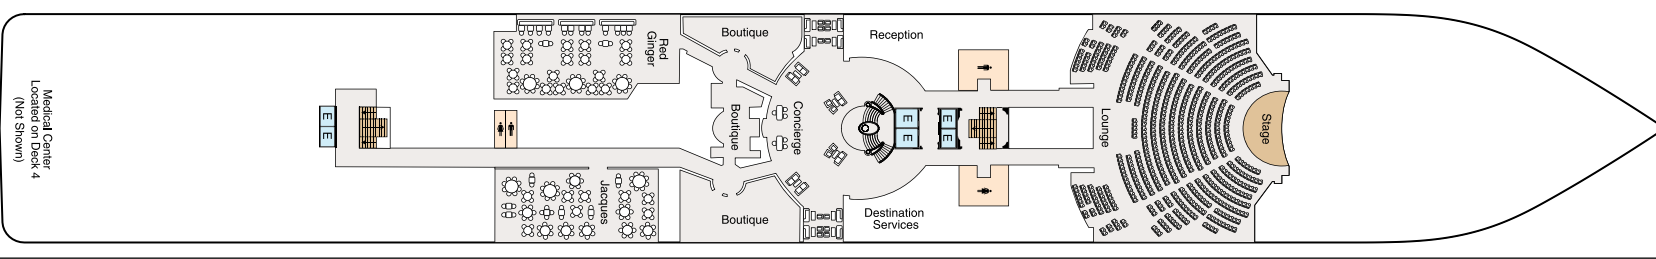 Medical Center
Located on Deck 4
(Not Shown)
E
E
Red
Ginger
Jacques
Boutique
Boutique
Boutique
Concierge
Reception
Destination
Services
E
E
E
E
Lounge
Stage